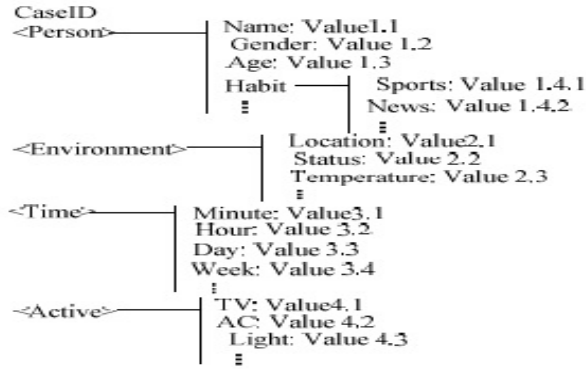 CaseID
<Person>
Name: Value1.1
Gender: Value 1.2
Age: Value 1.3
Habit
Sports: Value 1.4.1
News: Value 1.4.2
<Environment>
Location: Value2.1
Status: Value 2.2
Temperature: Value 2.3
<Time>
Minute: Value3.1
Hour: Value 3.2
Day: Value 3.3
Week: Value 3.4
<Active>
TV: Value4.1
AC: Value 4.2
Light: Value 4.3